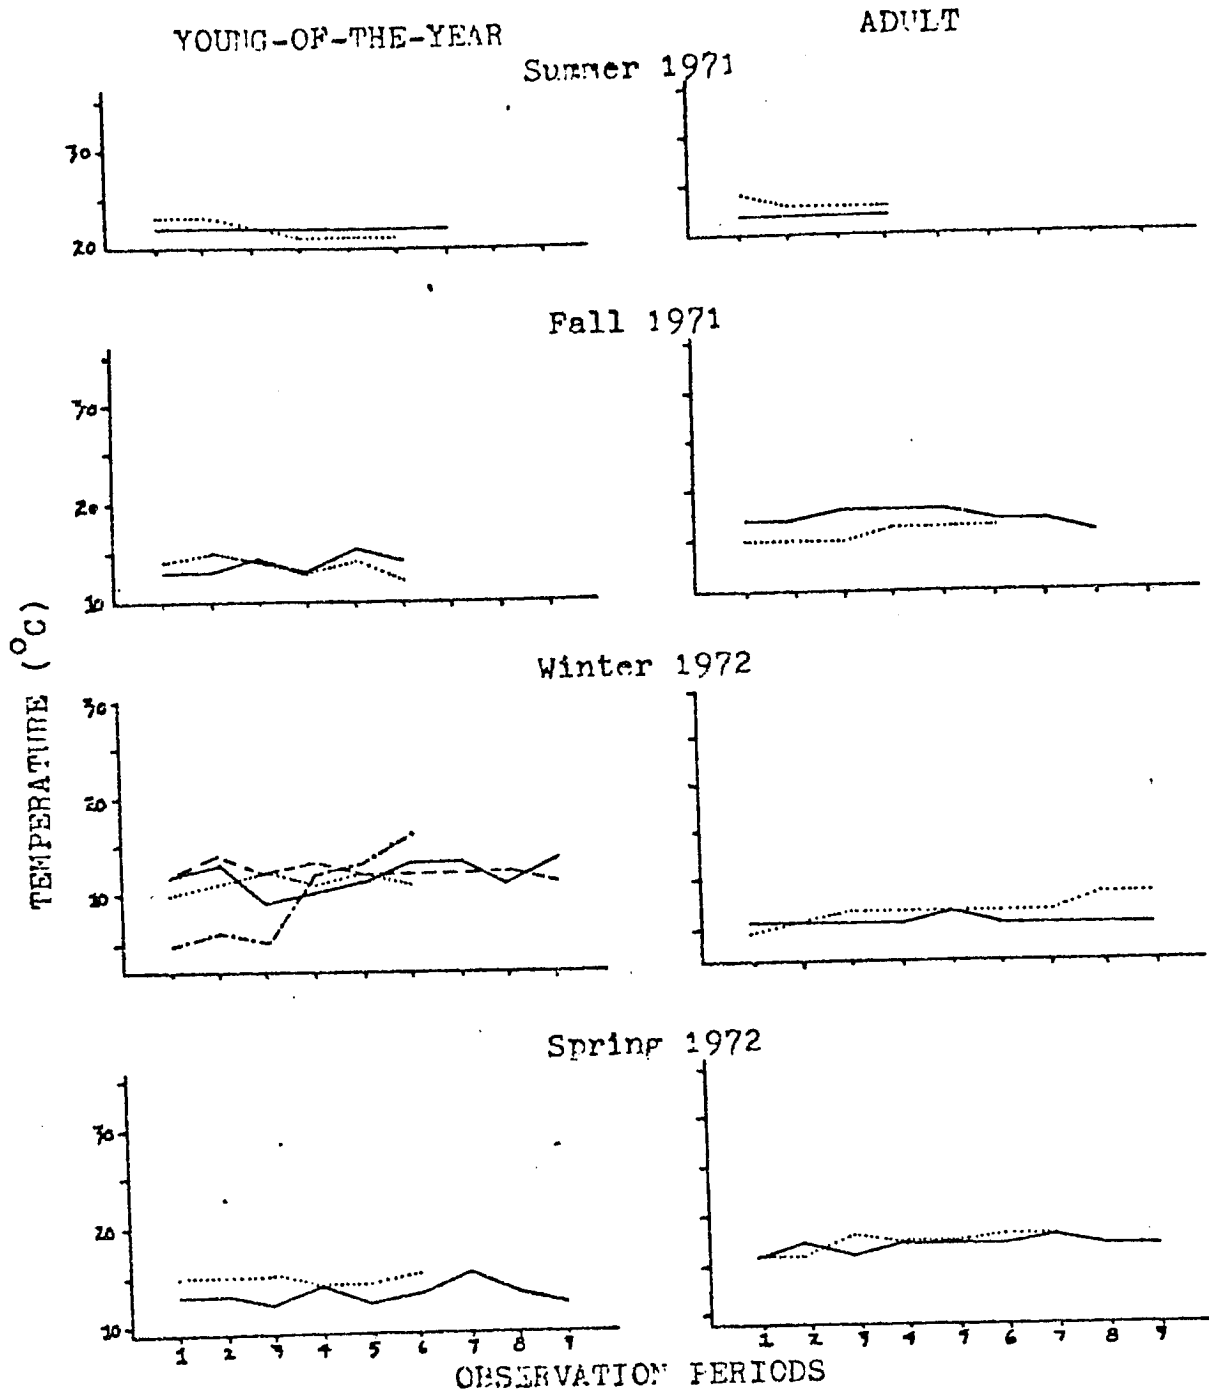 YOUNG-OF-THE-YEAR ADULT
Summer 1971
30
20
Fall 1971
30
20
10
Winter 1972
30
20
10
Spring 1972
30
20
10
1 2 3 4 5 6 7 8 9
1 2 3 4 5 6 7 8 9
TEMPERATURE (°C)
OBSERVATION PERIODS